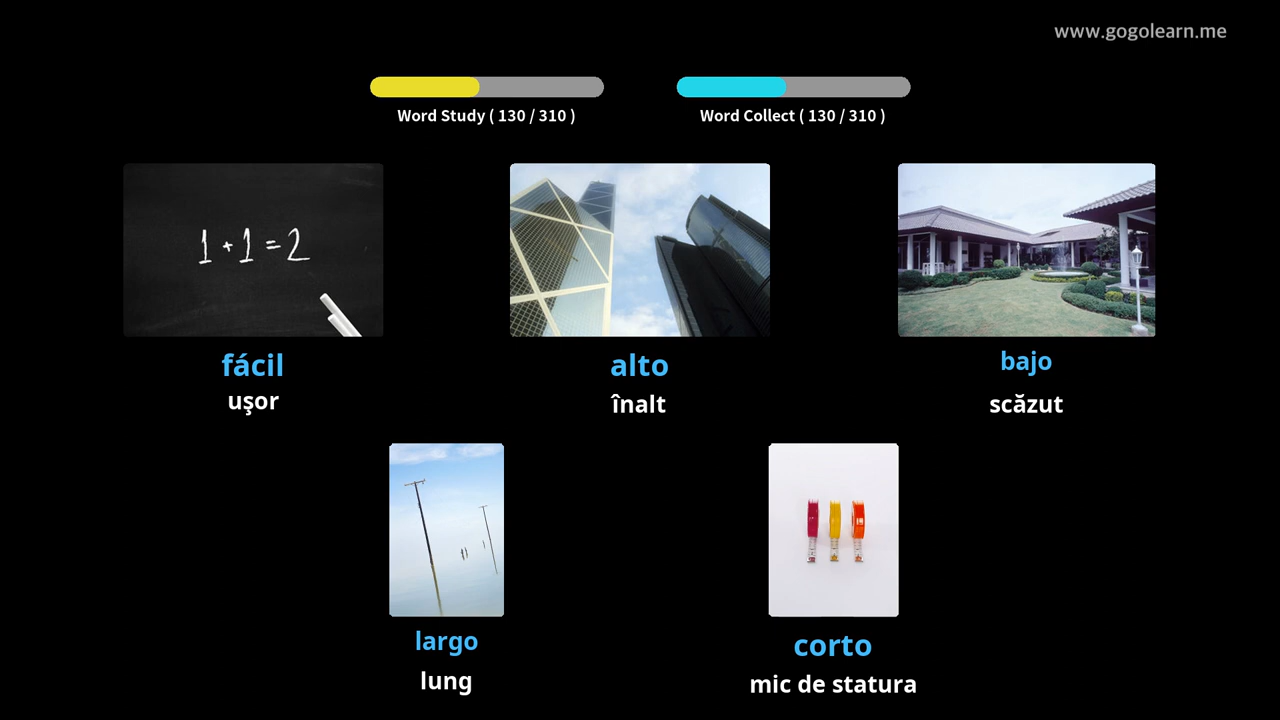 www.gogolearn.me
Word Study ( 130 / 310 )
Word Collect ( 130 / 310 )
1 + 1 = 2
fácil
uşor
alto
înalt
bajo
scăzut
largo
lung
corto
mic de statura